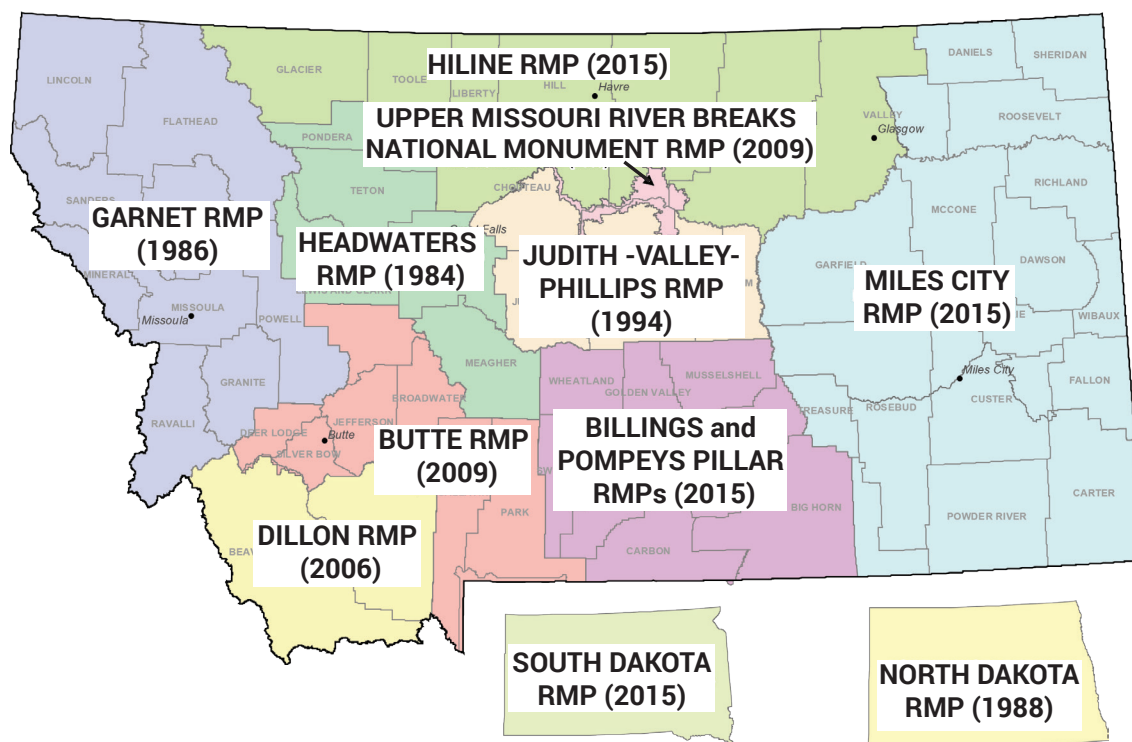 DANIELS
SHERIDAN
GLACIER
TOOLE
LIBERTY
HILL
HILINE RMP (2015)
Havre
LINCOLN
FLATHEAD
UPPER MISSOURI RIVER BREAKS
NATIONAL MONUMENT RMP (2009)
VALLEY
Glasgow
ROOSEVELT
PONDERA
RICHLAND
TETON
CHOUTEAU
SANDERS
GARNET RMP
(1986)
MCCONE
Falls
HEADWATERS
RMP (1984)
JUDITH -VALLEY-
PHILLIPS RMP
(1994)
GARFIELD
DAWSON
MINERAL
MILES CITY
RMP (2015)
LEWIS AND CLARK
MISSOULA
Missoula
POWELL
WIBAUX
MEAGHER
GRANITE
WHEATLAND
GOLDEN VALLEY
MUSSELSHELL
Miles City
FALLON
BROADWATER
TREASURE
ROSEBUD
CUSTER
RAVALLI
JEFFERSON
DEER LODGE
Butte
SILVER BOW
BUTTE RMP
(2009)
BILLINGS and
POMPEYS PILLAR
RMPs (2015)
CARTER
PARK
BIG HORN
POWDER RIVER
DILLON RMP
(2006)
CARBON
SOUTH DAKOTA
RMP (2015)
NORTH DAKOTA
RMP (1988)